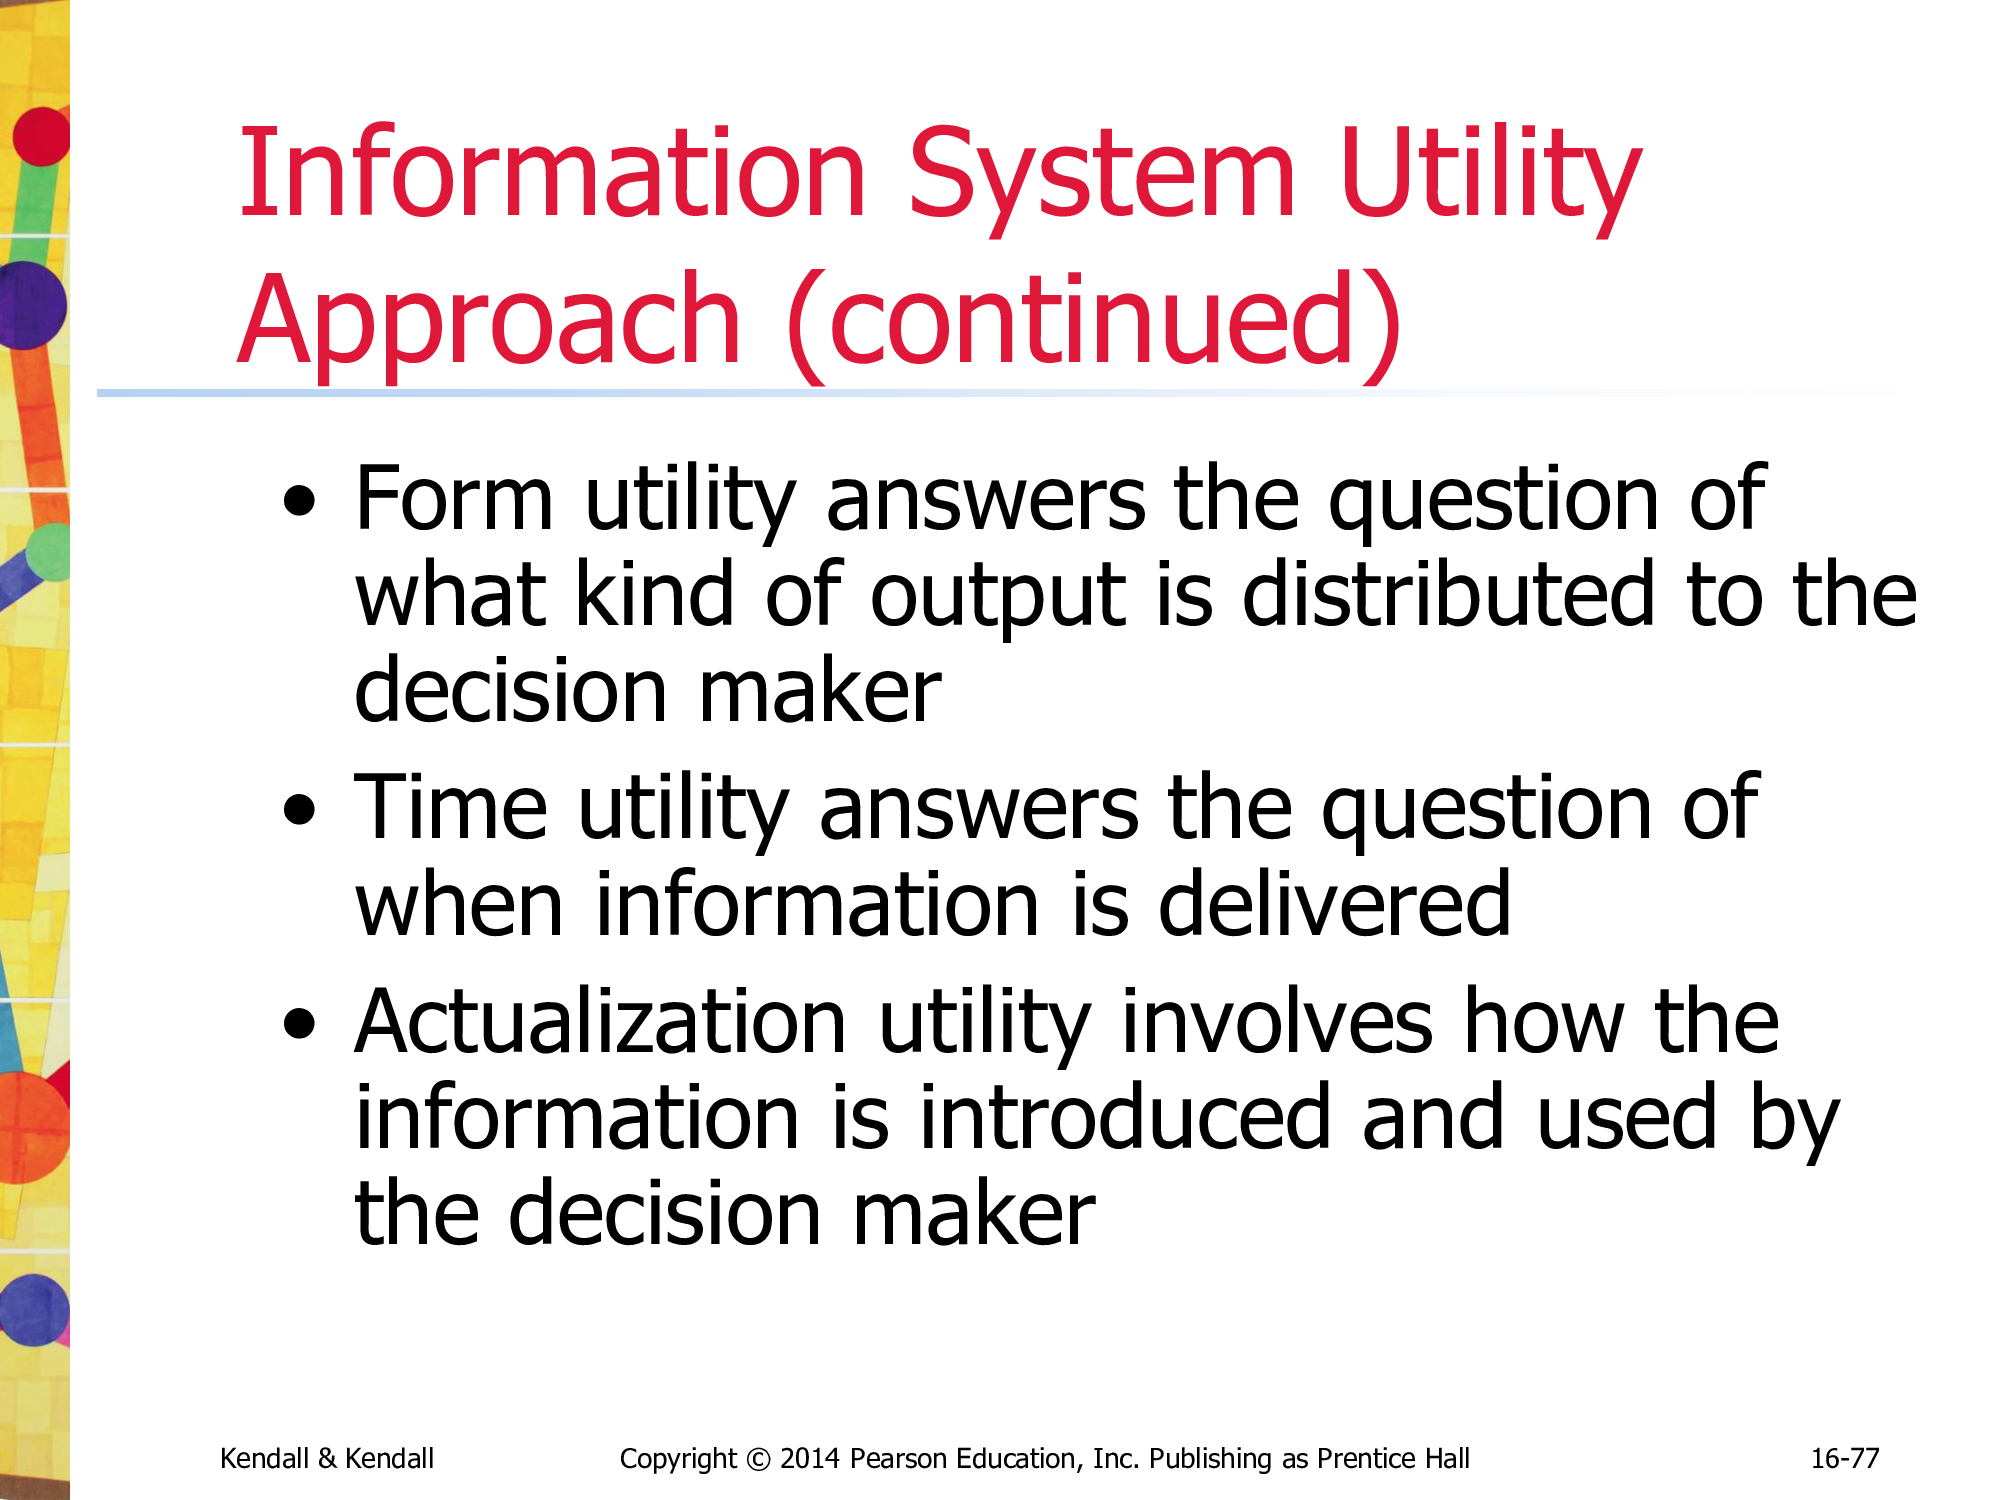 Information System Utility
Approach (continued)
• Form utility answers the question of
what kind of output is distributed to the
decision maker
• Time utility answers the question of
when information is delivered
• Actualization utility involves how the
information is introduced and used by
the decision maker
Kendall & Kendall
Copyright © 2014 Pearson Education, Inc. Publishing as Prentice Hall
16-77